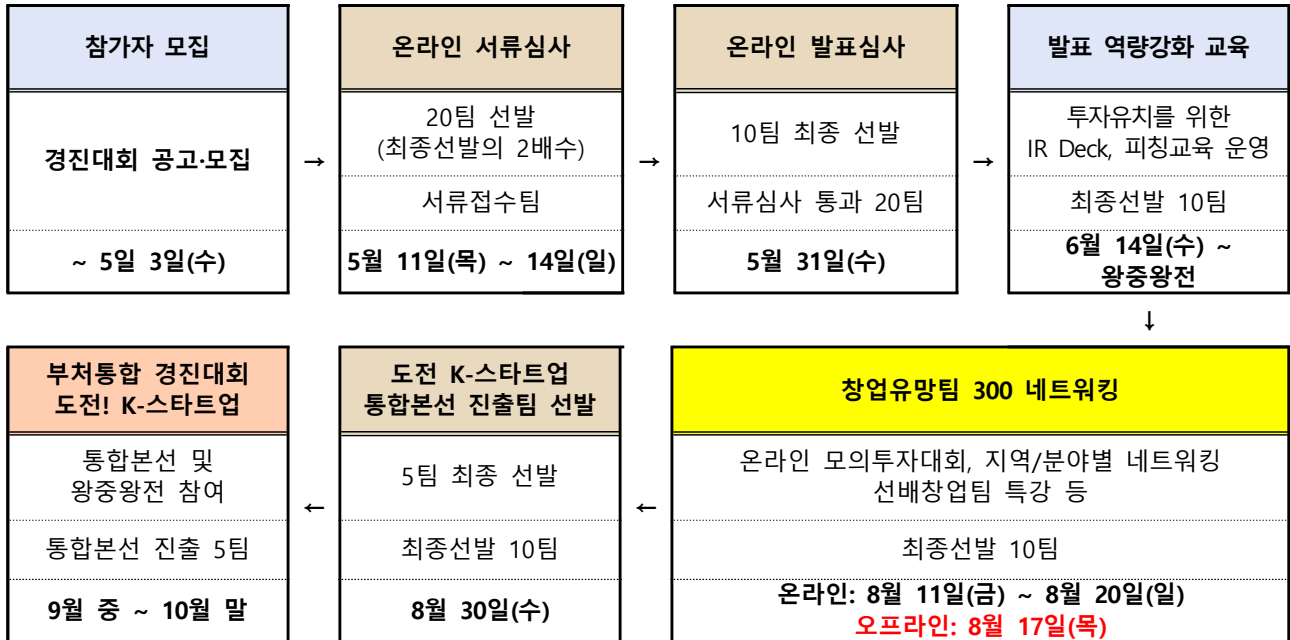 참가자 모집
경진대회 공고·모집
~ 5일 3일(수)
→
온라인 서류심사
20팀 선발
(최종선발의 2배수)
서류접수팀
5월 11일(목) ~ 14일(일)
→
온라인 발표심사
10팀 최종 선발
서류심사 통과 20팀
5월 31일(수)
→
발표 역량강화 교육
투자유치를 위한
IR Deck, 피칭교육 운영
최종선발 10팀
6월 14일(수) ~
왕중왕전
↓
창업유망팀 300 네트워킹
온라인 모의투자대회, 지역/분야별 네트워킹
선배창업팀 특강 등
최종선발 10팀
온라인: 8월 11일(금) ~ 8월 20일(일)
오프라인: 8월 17일(목)
←
도전 K-스타트업
통합본선 진출팀 선발
5팀 최종 선발
최종선발 10팀
8월 30일(수)
←
부처통합 경진대회
도전! K-스타트업
통합본선 및
왕중왕전 참여
통합본선 진출 5팀
9월 중 ~ 10월 말